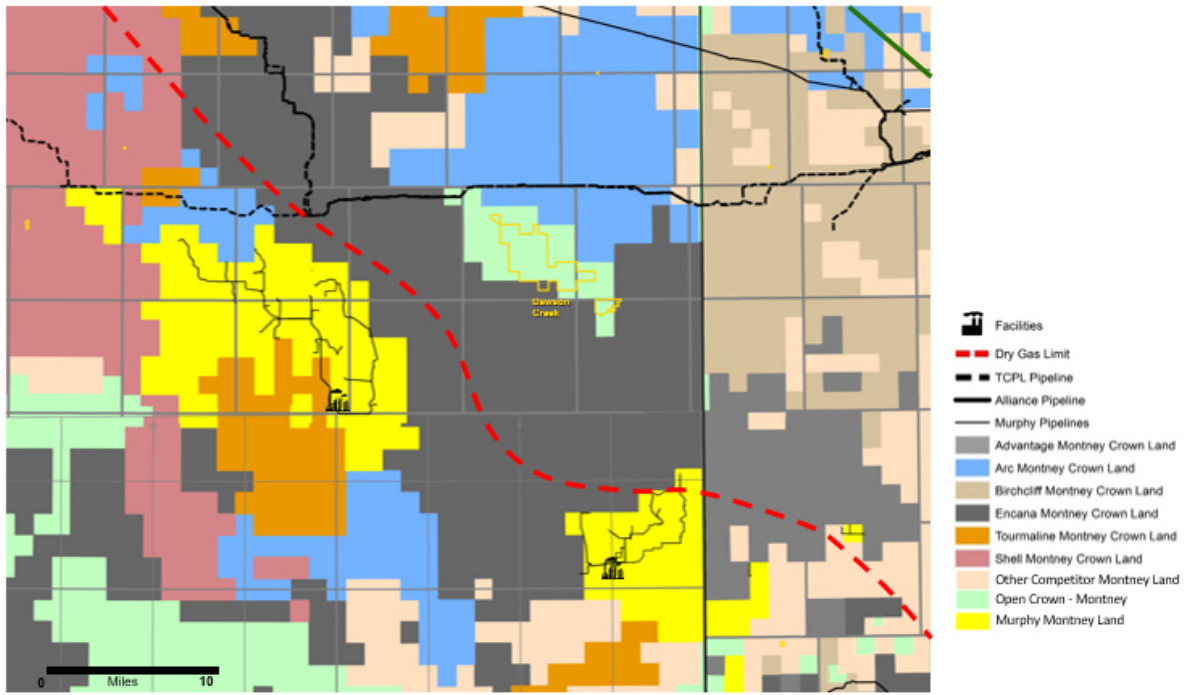 Dawson
Creek
Facilities
Dry Gas Limit
TCPL Pipeline
Alliance Pipeline
Murphy Pipelines
Advantage Montney Crown Land
Arc Montney Crown Land
Birchcliff Montney Crown Land
Encana Montney Crown Land
Tourmaline Montney Crown Land
Shell Montney Crown Land
Other Competitor Montney Land
Open Crown - Montney
Murphy Montney Land
0 Miles 10